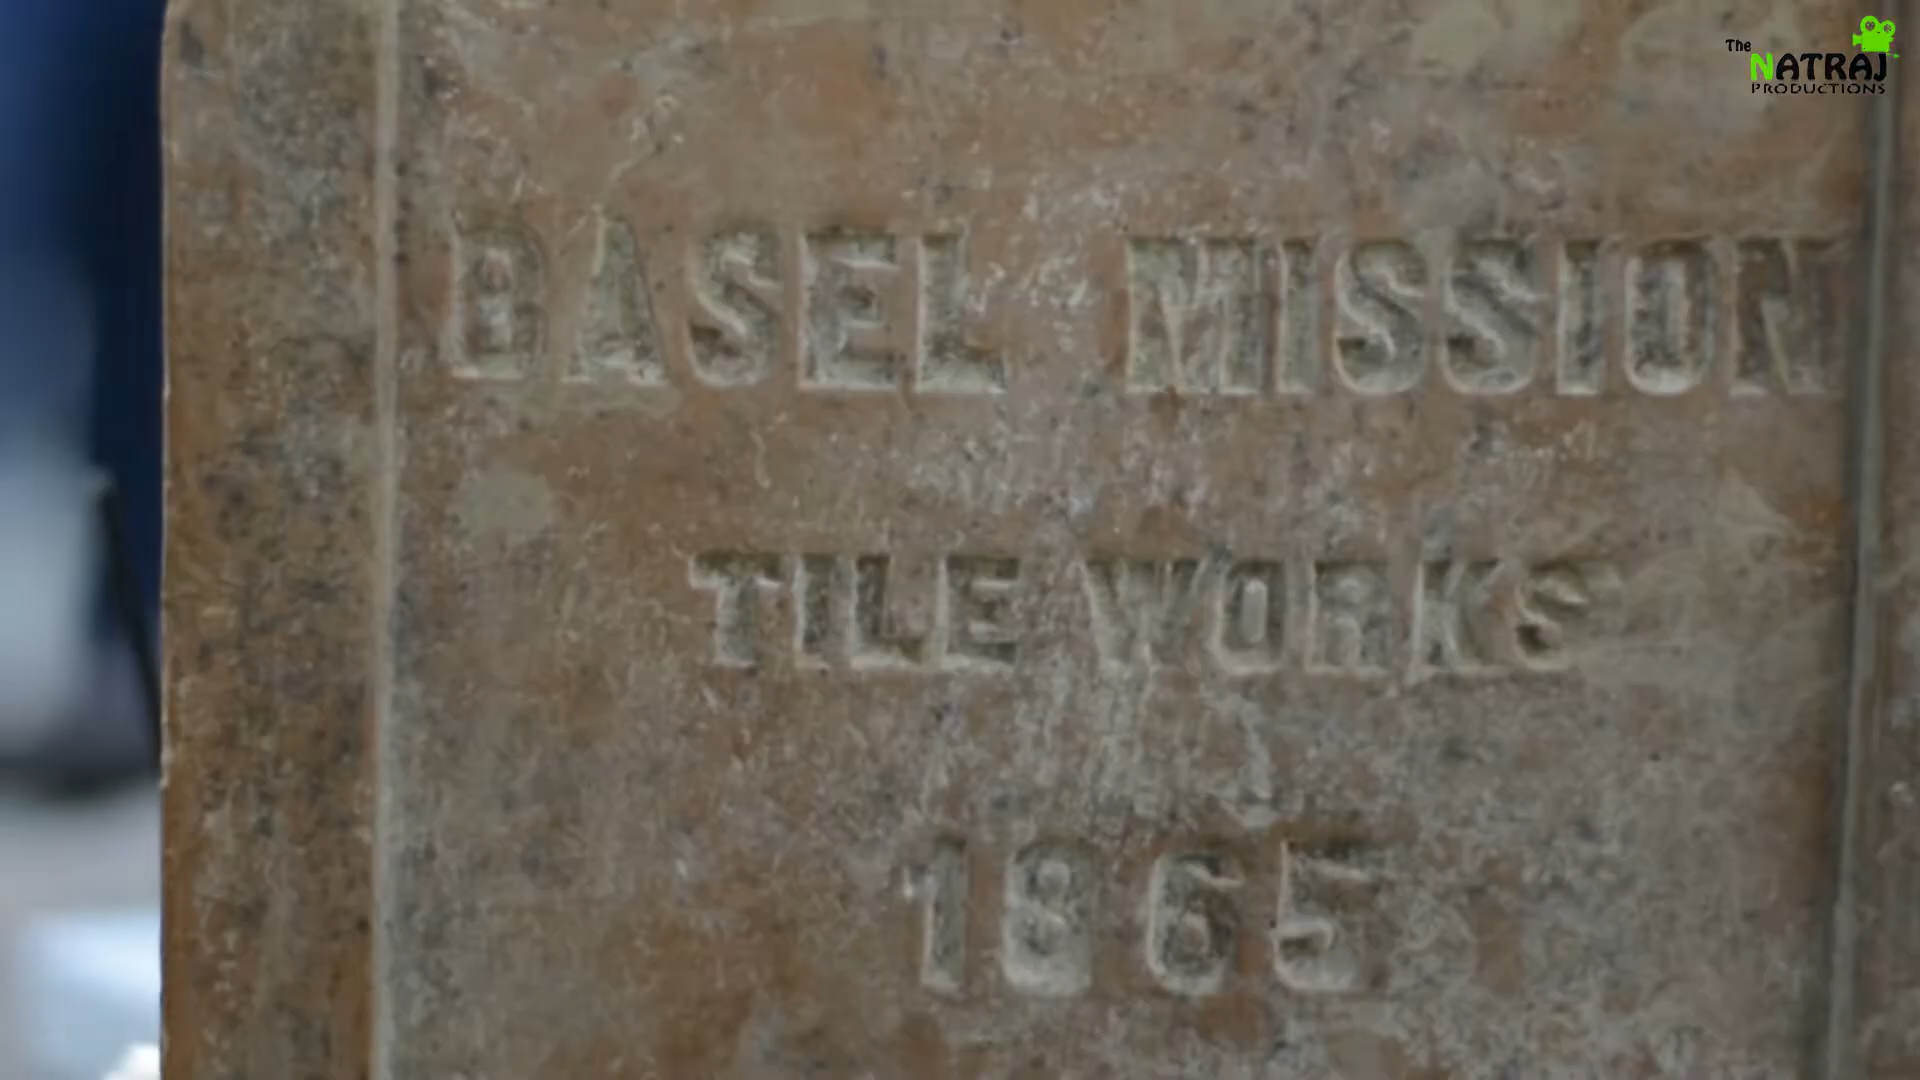 The
NATRAJ
PRODUCTIONS
BASEL MISSION
TILE WORKS
1865